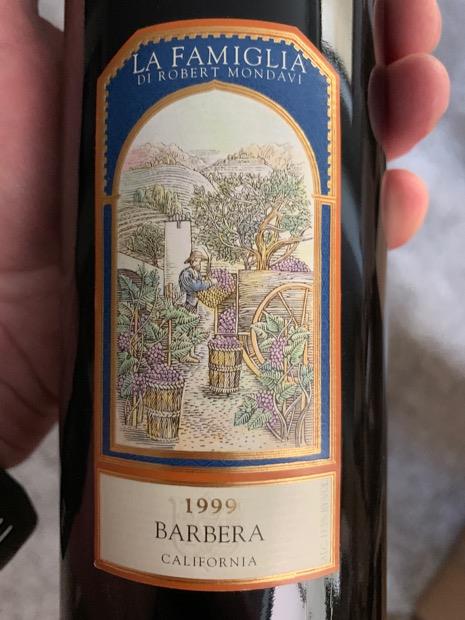 LA FAMIGLIA
DI ROBERT MONDAVI
1999
BARBERA
CALIFORNIA